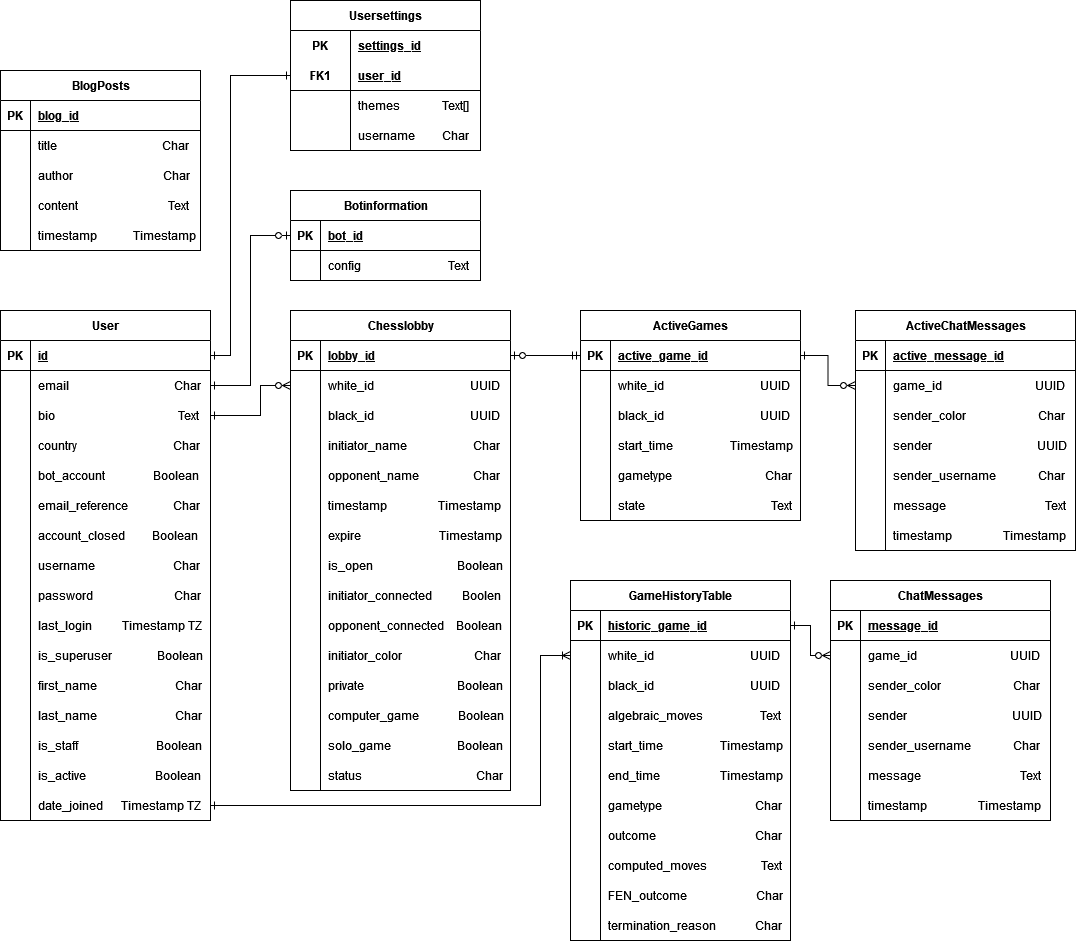 Usersettings
PK settings_id
FK1 user_id
themes Text[]
username Char
BlogPosts
PK blog_id
title Char
author Char
content Text
timestamp Timestamp
Botinformation
PK bot_id
config Text
User
PK id
email Char
bio Text
country Char
bot_account Boolean
email_reference Char
account_closed Boolean
username Char
password Char
last_login Timestamp TZ
is_superuser Boolean
first_name Char
last_name Char
is_staff Boolean
is_active Boolean
date_joined Timestamp TZ
Chesslobby
PK lobby_id
white_id UUID
black_id UUID
initiator_name Char
opponent_name Char
timestamp Timestamp
expire Timestamp
is_open Boolean
initiator_connected Boolen
opponent_connected Boolean
initiator_color Char
private Boolean
computer_game Boolean
solo_game Boolean
status Char
ActiveGames
PK active_game_id
white_id UUID
black_id UUID
start_time Timestamp
gametype Char
state Text
ActiveChatMessages
PK active_message_id
game_id UUID
sender_color Char
sender UUID
sender_username Char
message Text
timestamp Timestamp
GameHistoryTable
PK historic_game_id
white_id UUID
black_id UUID
algebraic_moves Text
start_time Timestamp
end_time Timestamp
gametype Char
outcome Char
computed_moves Text
FEN_outcome Char
termination_reason Char
ChatMessages
PK message_id
game_id UUID
sender_color Char
sender UUID
sender_username Char
message Text
timestamp Timestamp